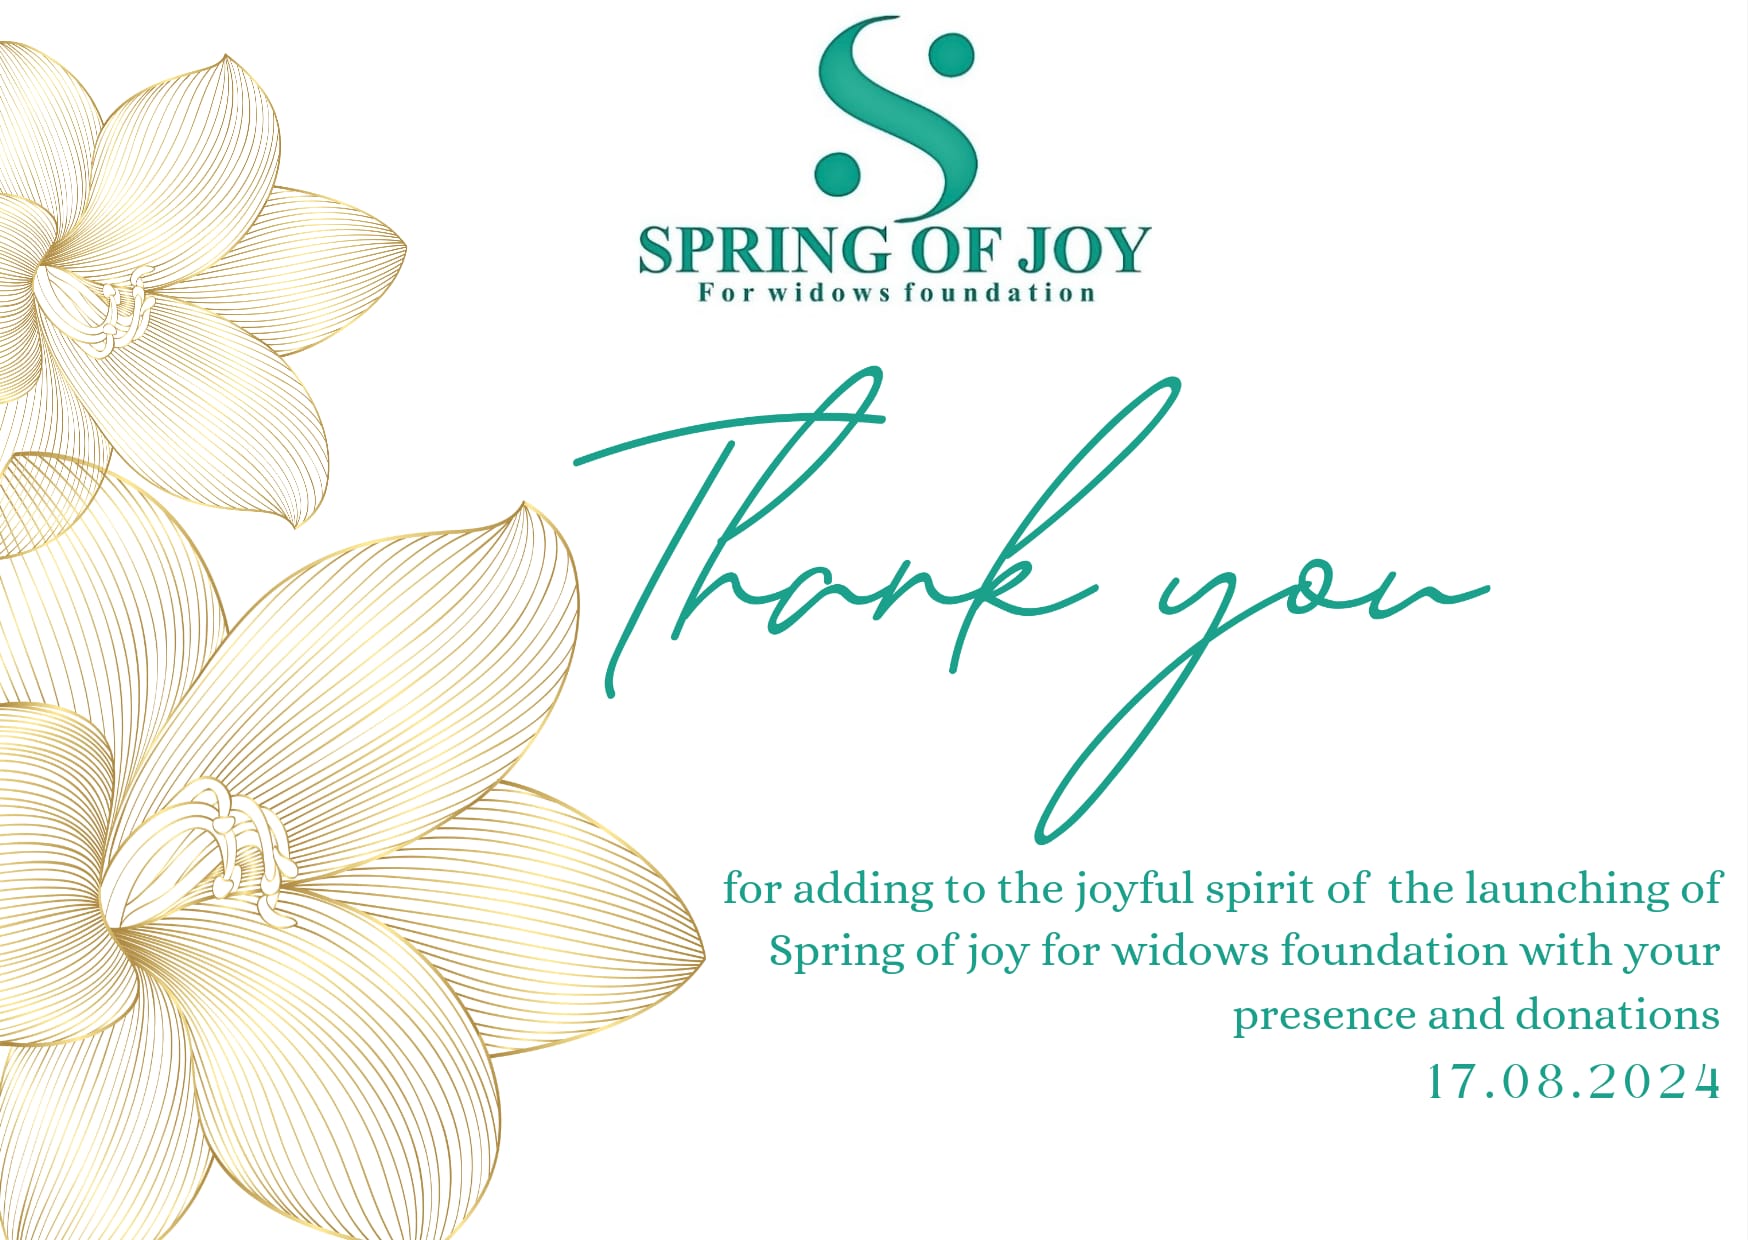 SPRING OF JOY
For widows foundation
Thank you
for adding to the joyful spirit of the launching of
Spring of joy for widows foundation with your
presence and donations
17.08.2024